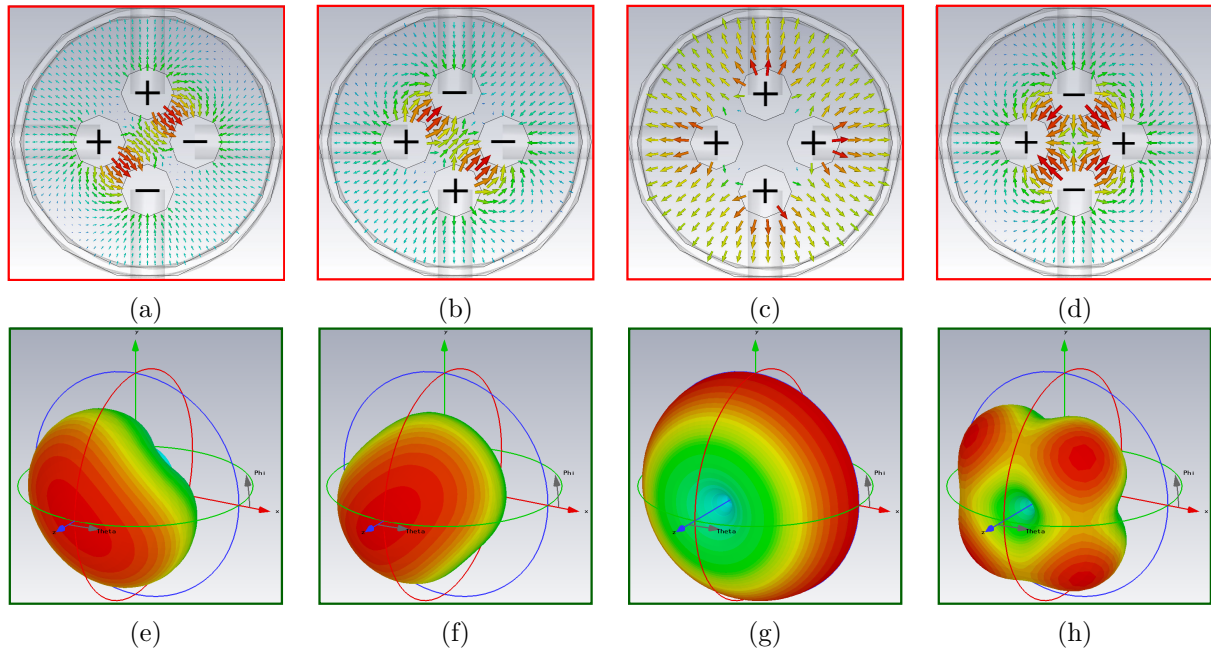 + + − −
− + − +
+ + + +
− + + −
(a) (b) (c) (d)
y y y y
Phi Phi Phi Phi
x x x x
z Theta z Theta z Theta z Theta
(e) (f) (g) (h)